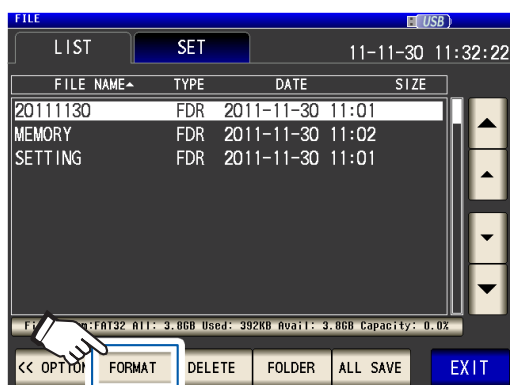 FILE USB
LIST SET 11-11-30 11:32:22
FILE NAME TYPE DATE SIZE
20111130 FDR 2011-11-30 11:01
MEMORY FDR 2011-11-30 11:02
SETTING FDR 2011-11-30 11:01
FAT32 All: 3.8GB Used: 392KB Avail: 3.8GB Capacity: 0.0%
<< OPTION FORMAT DELETE FOLDER ALL SAVE EXIT